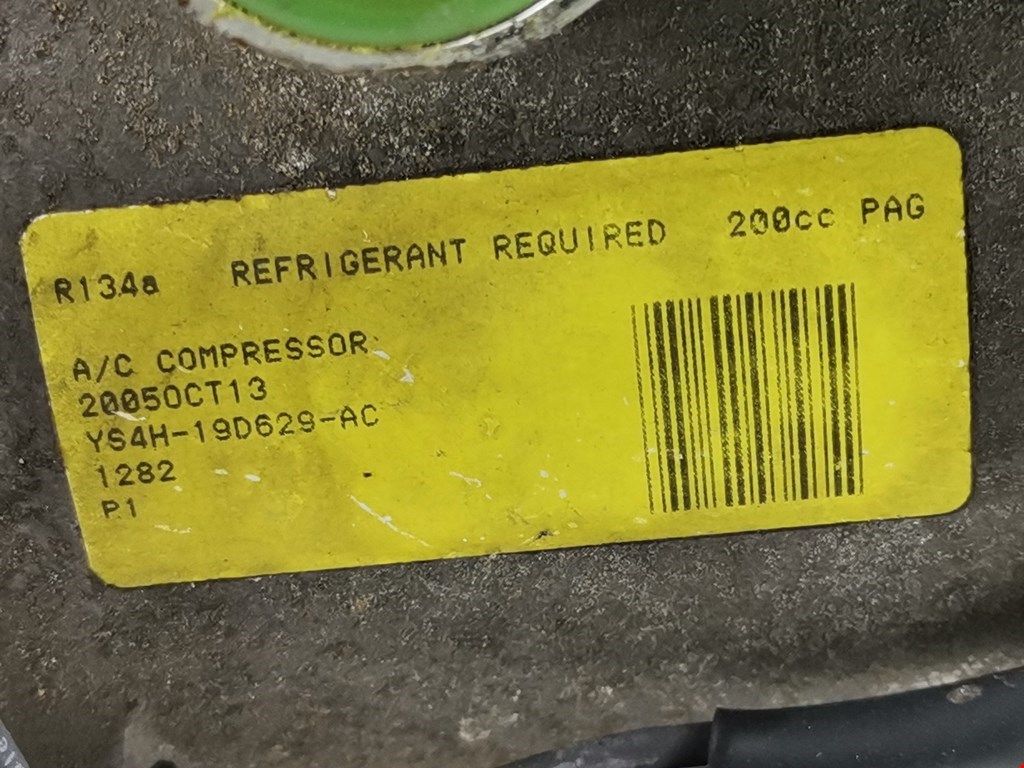 R134a REFRIGERANT REQUIRED 200cc PAG
A/C COMPRESSOR
2005OCT13
YS4H-19D629-AC
1282
P1